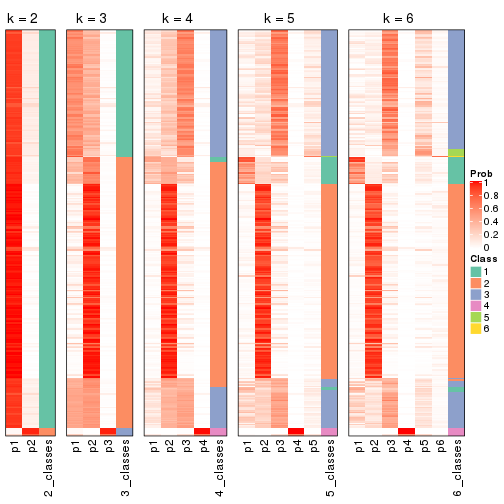 k = 2
k = 3
k = 4
k = 5
k = 6
p1
p2
2_classes
p1
p2
p3
3_classes
p1
p2
p3
p4
4_classes
p1
p2
p3
p4
p5
5_classes
p1
p2
p3
p4
p5
p6
6_classes
Prob
1
0.8
0.6
0.4
0.2
0
Class
1
2
3
4
5
6